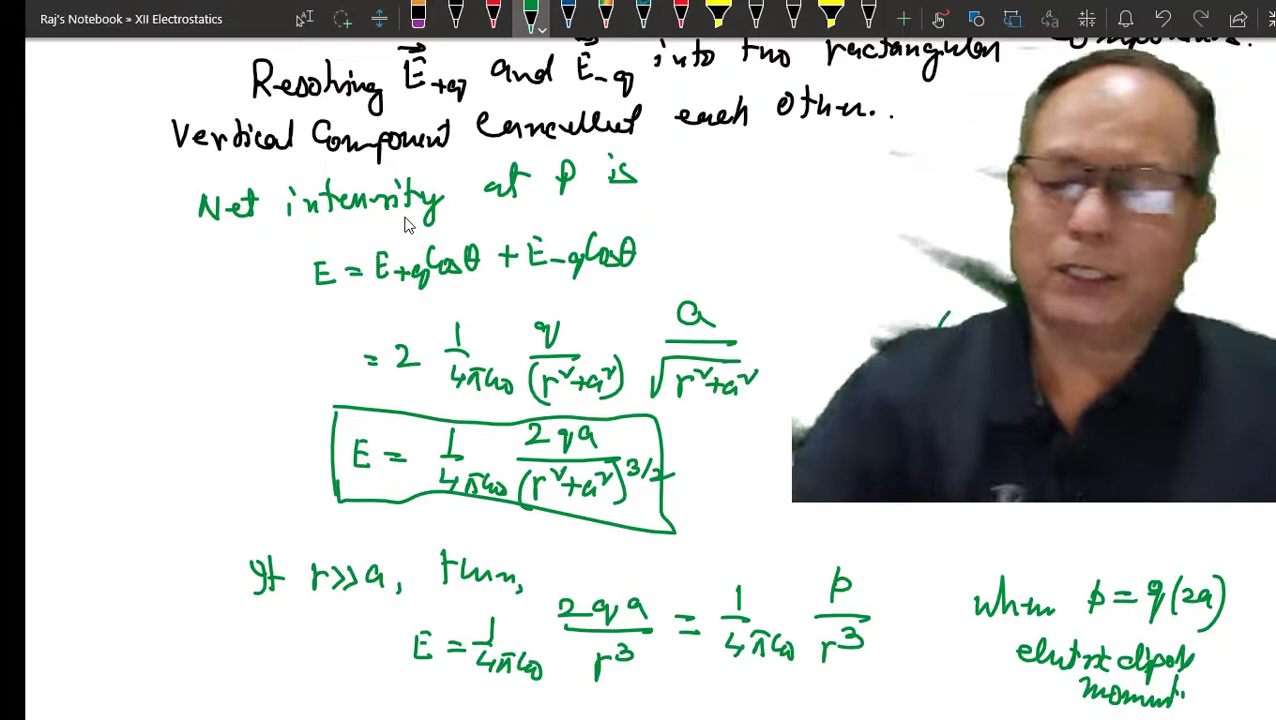 Raj's Notebook » XII Electrostatics
Resolving E⃗+q and E⃗-q into two rectangular components.
Vertical Component cancelled each other..
Net intensity at P is
E = E+q Cosθ + E-q Cosθ
= 2 1/4πε₀ q/(r²+a²) a/√(r²+a²)
E = 1/4πε₀ 2qa/(r²+a²)^3/2
If r>>a, then,
E = 1/4πε₀ 2qa/r³ = 1/4πε₀ p/r³
when p = q(2a)
electric dipole
moment.